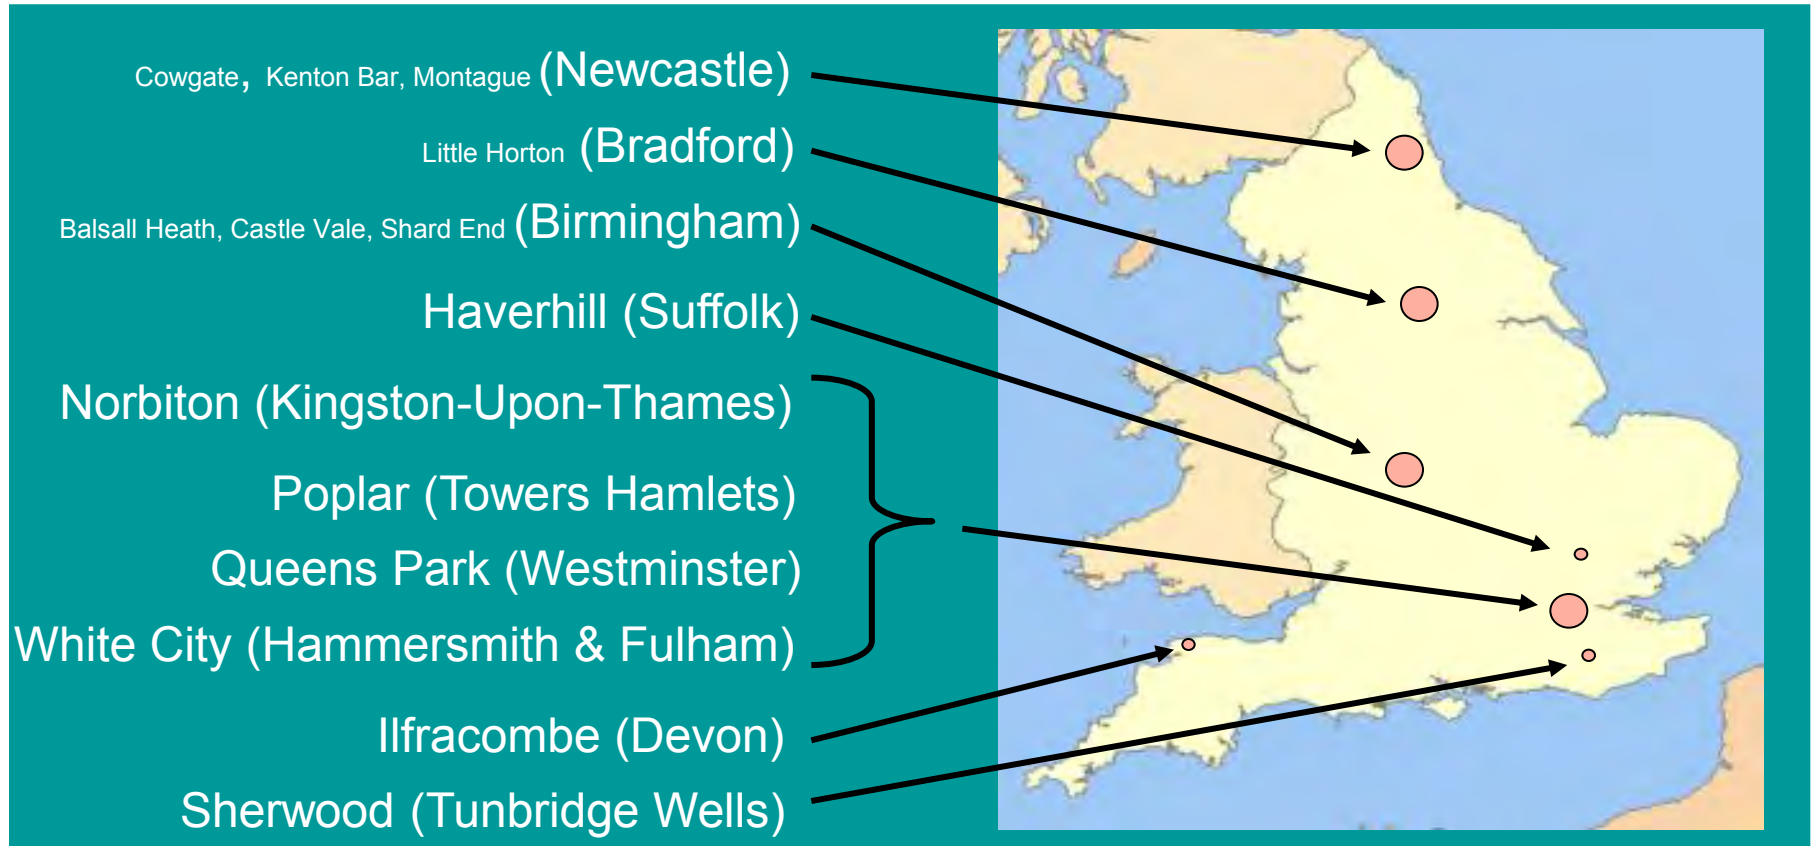 Cowgate, Kenton Bar, Montague (Newcastle)
Little Horton (Bradford)
Balsall Heath, Castle Vale, Shard End (Birmingham)
Haverhill (Suffolk)
Norbiton (Kingston-Upon-Thames)
Poplar (Towers Hamlets)
Queens Park (Westminster)
White City (Hammersmith & Fulham)
Ilfracombe (Devon)
Sherwood (Tunbridge Wells)